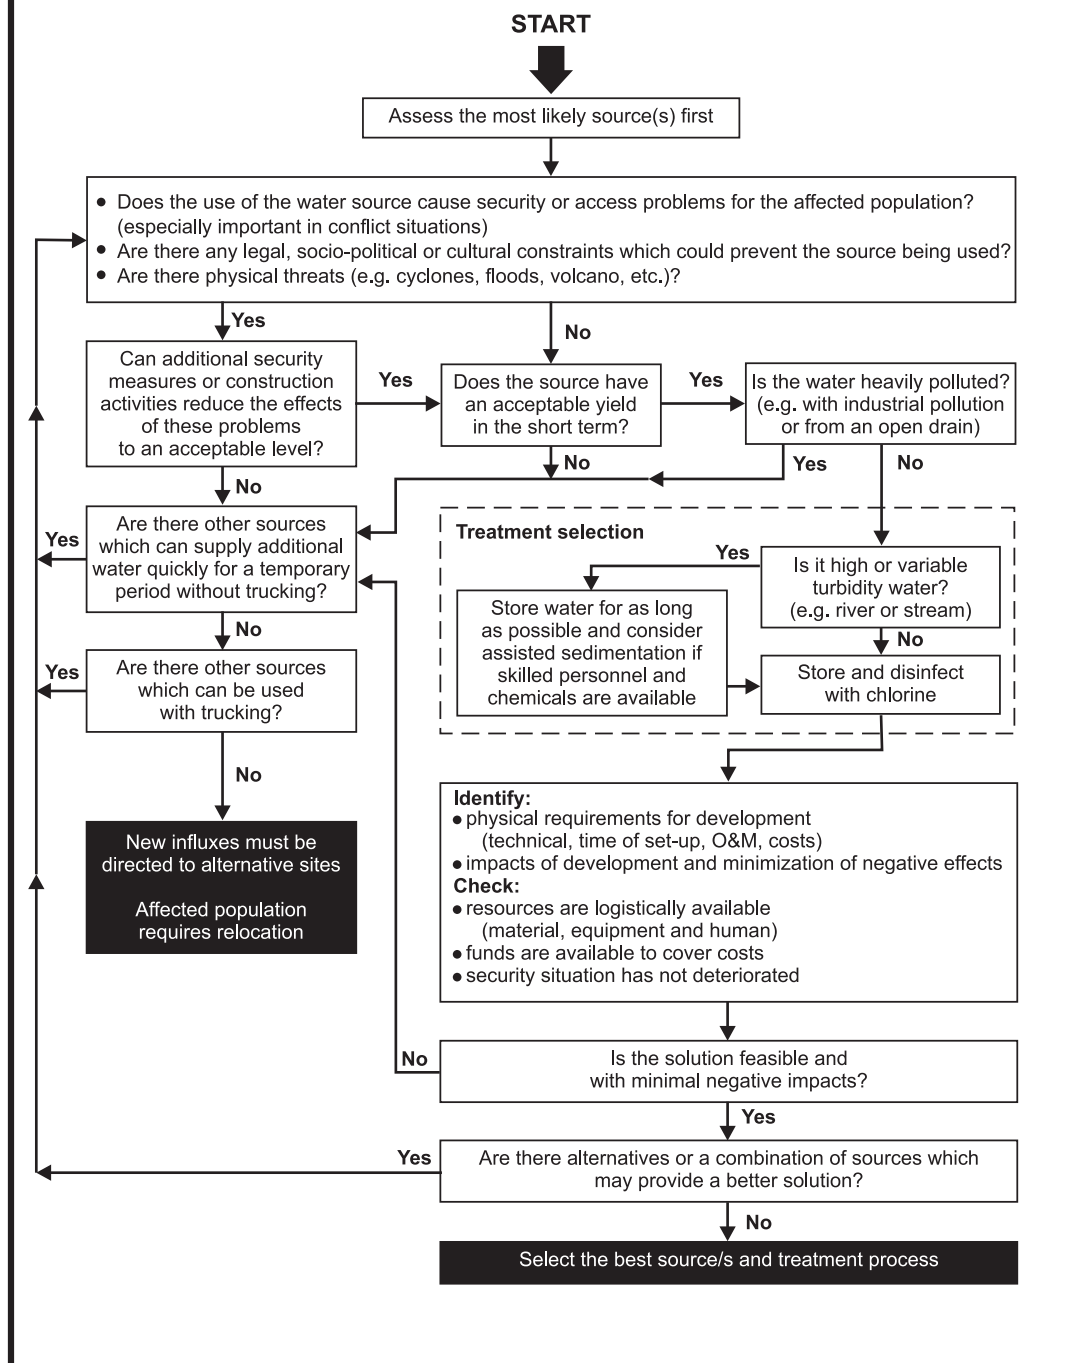 START
Assess the most likely source(s) first
● Does the use of the water source cause security or access problems for the affected population?
(especially important in conflict situations)
● Are there any legal, socio-political or cultural constraints which could prevent the source being used?
● Are there physical threats (e.g. cyclones, floods, volcano, etc.)?
Yes
No
Can additional security
measures or construction
activities reduce the effects
of these problems
to an acceptable level?
Yes
Does the source have
an acceptable yield
in the short term?
Yes
Is the water heavily polluted?
(e.g. with industrial pollution
or from an open drain)
No
No
Yes
No
Are there other sources
which can supply additional
water quickly for a temporary
period without trucking?
Yes
No
Are there other sources
which can be used
with trucking?
Yes
No
New influxes must be
directed to alternative sites
Affected population
requires relocation
Treatment selection
Yes
Is it high or variable
turbidity water?
(e.g. river or stream)
No
Store water for as long
as possible and consider
assisted sedimentation if
skilled personnel and
chemicals are available
Store and disinfect
with chlorine
Identify:
● physical requirements for development
(technical, time of set-up, O&M, costs)
● impacts of development and minimization of negative effects
Check:
● resources are logistically available
(material, equipment and human)
● funds are available to cover costs
● security situation has not deteriorated
No
Is the solution feasible and
with minimal negative impacts?
Yes
Yes
Are there alternatives or a combination of sources which
may provide a better solution?
No
Select the best source/s and treatment process